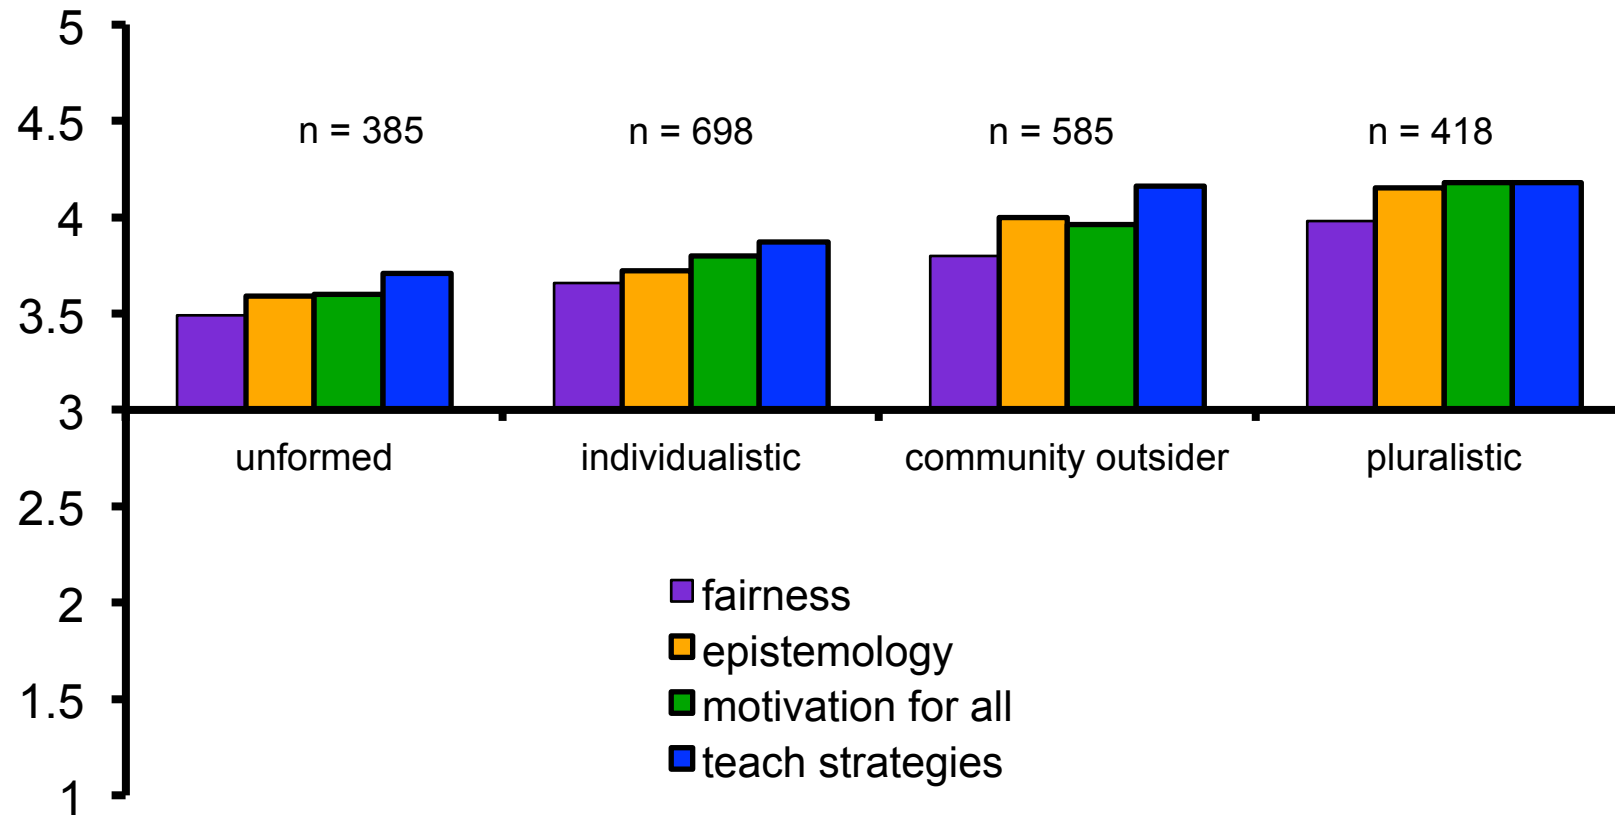 5
4.5
4
3.5
3
2.5
2
1.5
1
n = 385
n = 698
n = 585
n = 418
unformed
individualistic
community outsider
pluralistic
fairness
epistemology
motivation for all
teach strategies